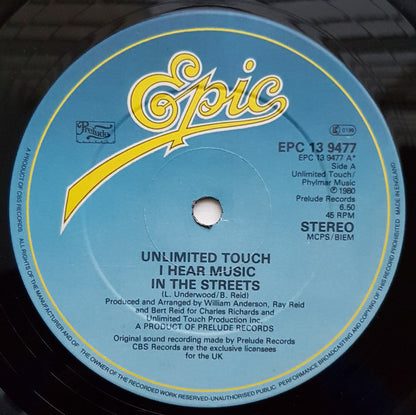 Epic
Prelude
0139
EPC 13 9477
EPC 13 9477 A*
Side A
Unlimited Touch/
Phylmar Music
℗ 1980
Prelude Records
6.50
45 RPM
STEREO
MCPS/BIEM
UNLIMITED TOUCH
I HEAR MUSIC
IN THE STREETS
(L. Underwood/B. Reid)
Produced and Arranged by William Anderson, Ray Reid
and Bert Reid for Charles Richards and
Unlimited Touch Production Inc.
A PRODUCT OF PRELUDE RECORDS
Original sound recording made by Prelude Records
CBS Records are the exclusive licensees
for the UK
A PRODUCT OF CBS RECORDS
MADE IN ENGLAND
ALL RIGHTS OF THE MANUFACTURER AND OF THE OWNER OF THE RECORDED WORK RESERVED-UNAUTHORISED PUBLIC PERFORMANCE BROADCASTING AND COPYING OF THIS RECORD PROHIBITED